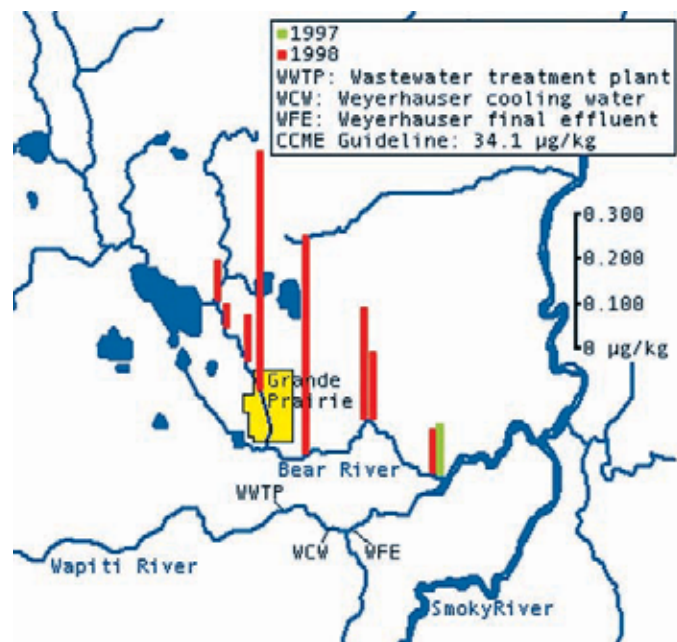 1997
1998
WWTP: Wastewater treatment plant
WCW: Weyerhauser cooling water
WFE: Weyerhauser final effluent
CCME Guideline: 34.1 µg/kg
0.300
0.200
0.100
0 µg/kg
Grande
Prairie
Bear River
WWTP
WCW
WFE
Wapiti River
SmokyRiver